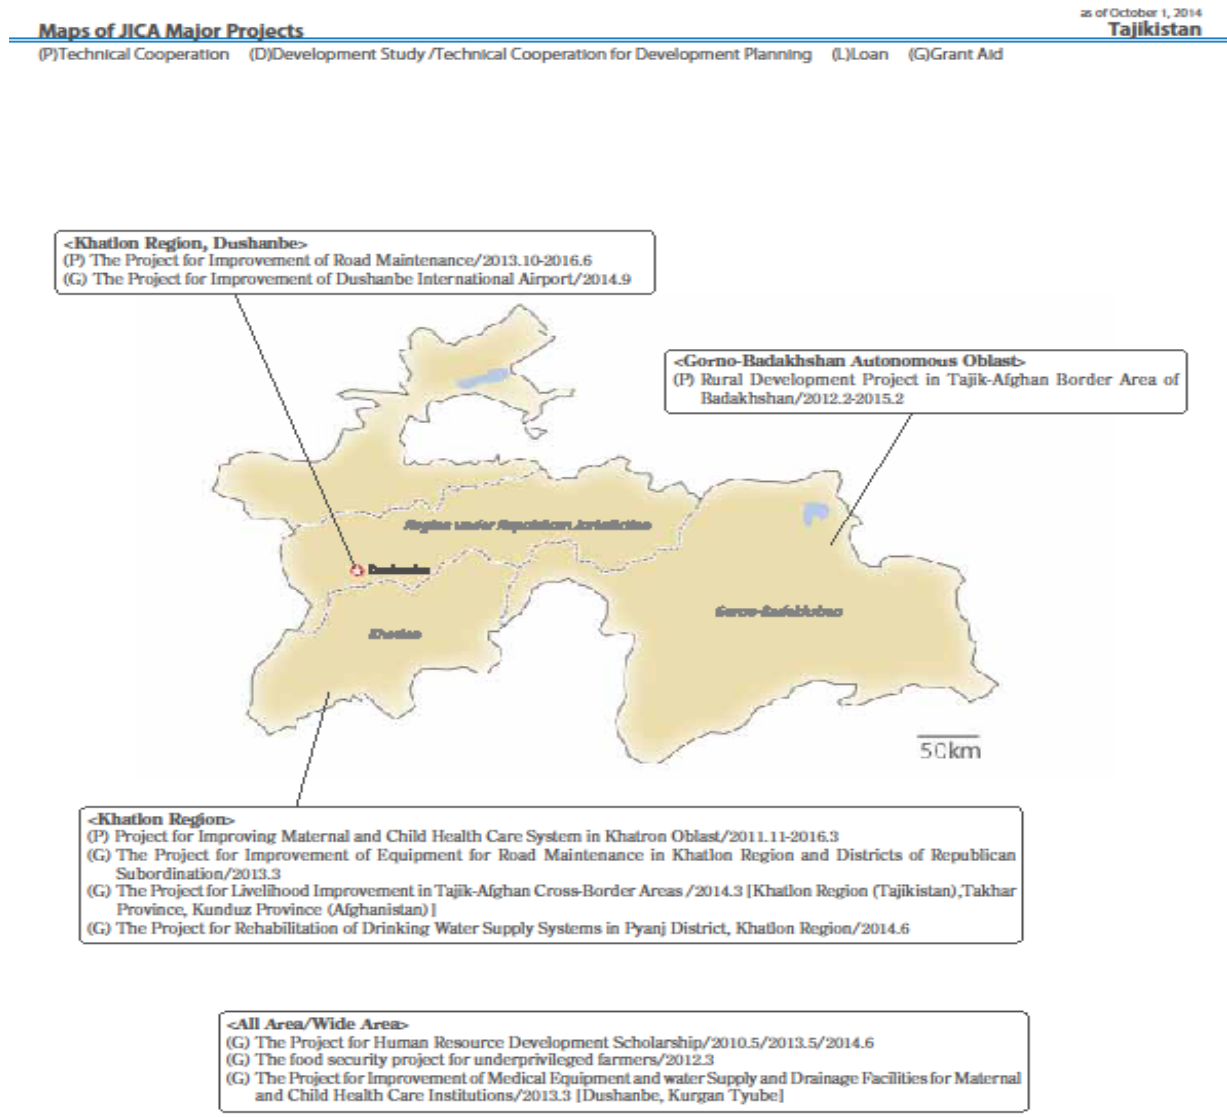 as of October 1, 2014
Maps of JICA Major Projects
Tajikistan
(P)Technical Cooperation (D)Development Study /Technical Cooperation for Development Planning (L)Loan (G)Grant Aid
<Khatlon Region, Dushanbe>
(P) The Project for Improvement of Road Maintenance/2013.10-2016.6
(G) The Project for Improvement of Dushanbe International Airport/2014.9
<Gorno-Badakhshan Autonomous Oblast>
(P) Rural Development Project in Tajik-Afghan Border Area of
Badakhshan/2012.2-2015.2
Region under Republican Jurisdiction
Dushanbe
Gorno-Badakhshan
Khatlon
50km
<Khatlon Region>
(P) Project for Improving Maternal and Child Health Care System in Khatron Oblast/2011.11-2016.3
(G) The Project for Improvement of Equipment for Road Maintenance in Khatlon Region and Districts of Republican
Subordination/2013.3
(G) The Project for Livelihood Improvement in Tajik-Afghan Cross-Border Areas /2014.3 [Khatlon Region (Tajikistan),Takhar
Province, Kunduz Province (Afghanistan)]
(G) The Project for Rehabilitation of Drinking Water Supply Systems in Pyanj District, Khatlon Region/2014.6
<All Area/Wide Area>
(G) The Project for Human Resource Development Scholarship/2010.5/2013.5/2014.6
(G) The food security project for underprivileged farmers/2012.3
(G) The Project for Improvement of Medical Equipment and water Supply and Drainage Facilities for Maternal
and Child Health Care Institutions/2013.3 [Dushanbe, Kurgan Tyube]